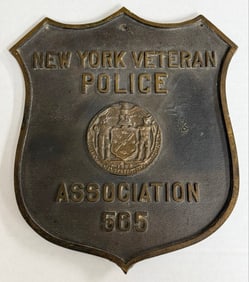 NEW YORK VETERAN
POLICE
ASSOCIATION
565